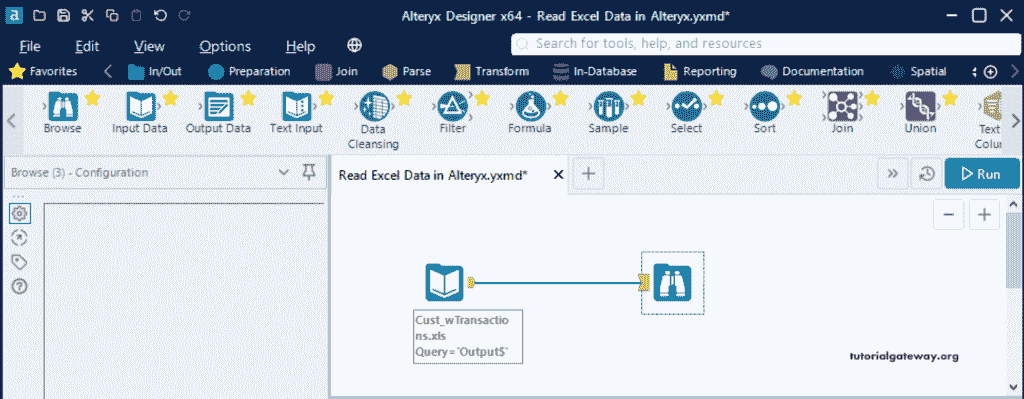 Alteryx Designer x64 - Read Excel Data in Alteryx.yxmd*
File Edit View Options Help
Search for tools, help, and resources
Favorites In/Out Preparation Join Parse Transform In-Database Reporting Documentation Spatial
Browse Input Data Output Data Text Input Data Cleansing Filter Formula Sample Select Sort Join Union Text Colum
Browse (3) - Configuration
Read Excel Data in Alteryx.yxmd*
Run
Cust_wTransactio
ns.xls
Query=`Output$`
tutorialgateway.org